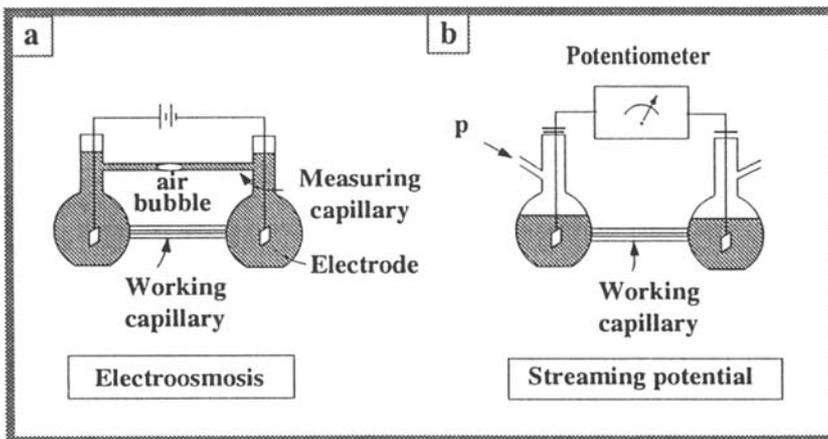 a
air
bubble
Measuring
capillary
Electrode
Working
capillary
Electroosmosis
b
Potentiometer
p
Working
capillary
Streaming potential